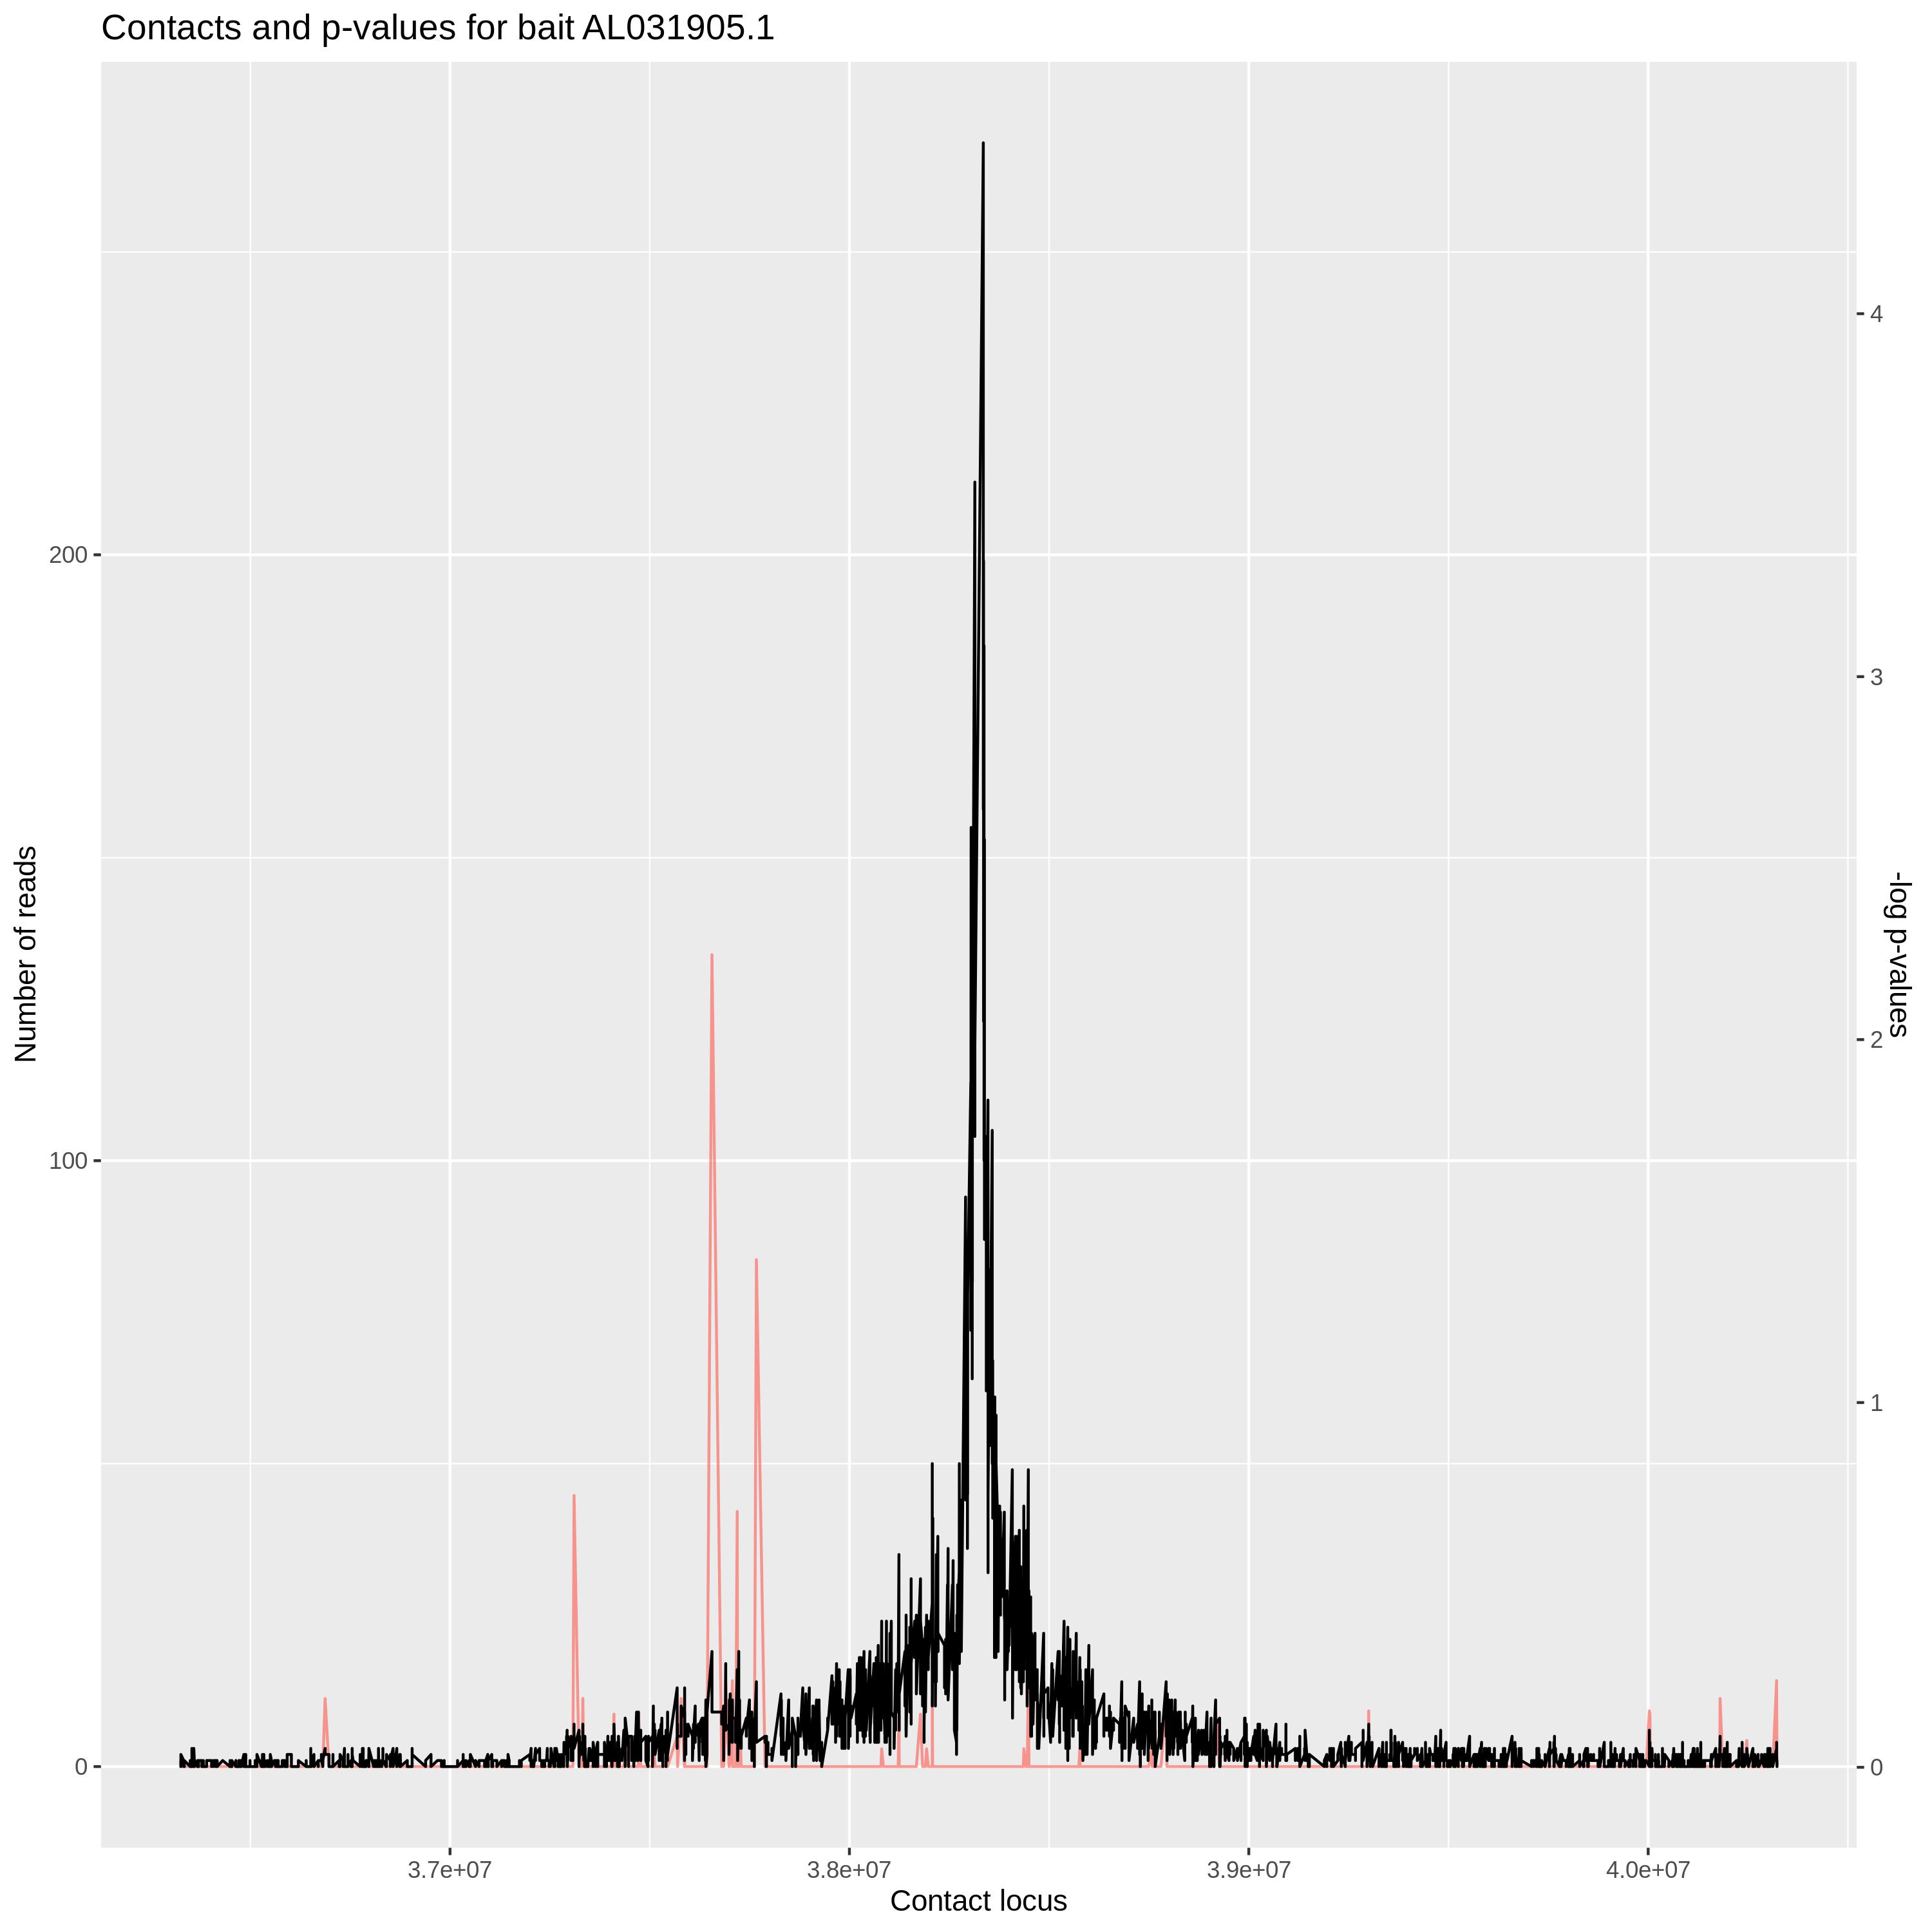 Contacts and p-values for bait AL031905.1
Number of reads
200
100
0
4
3
2
1
0
-log p-values
3.7e+07
3.8e+07
3.9e+07
4.0e+07
Contact locus